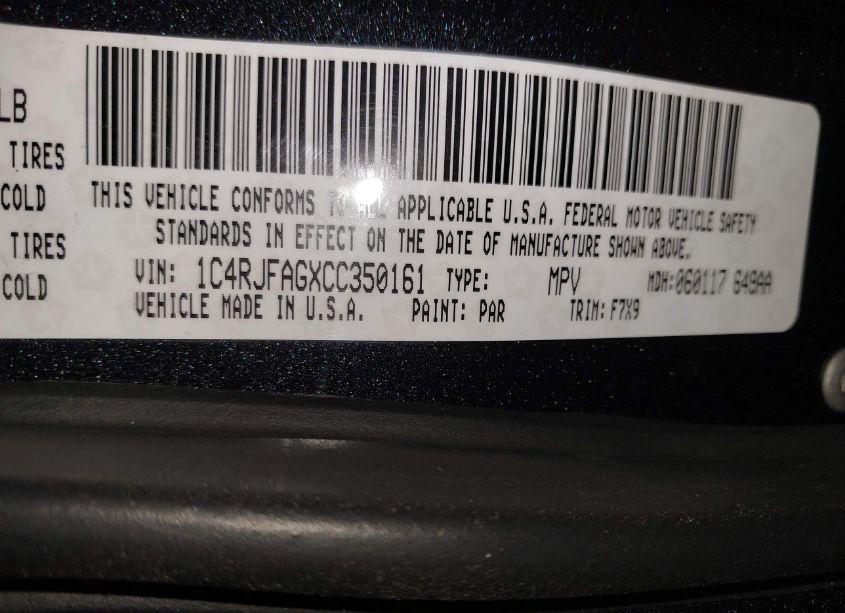 LB
TIRES
COLD
TIRES
COLD
THIS VEHICLE CONFORMS TO ALL APPLICABLE U.S.A. FEDERAL MOTOR VEHICLE SAFETY
STANDARDS IN EFFECT ON THE DATE OF MANUFACTURE SHOWN ABOVE.
VIN: 1C4RJFAGXCC350161 TYPE: MPV MDH:060117 649AA
VEHICLE MADE IN U.S.A. PAINT: PAR TRIM: F7X9